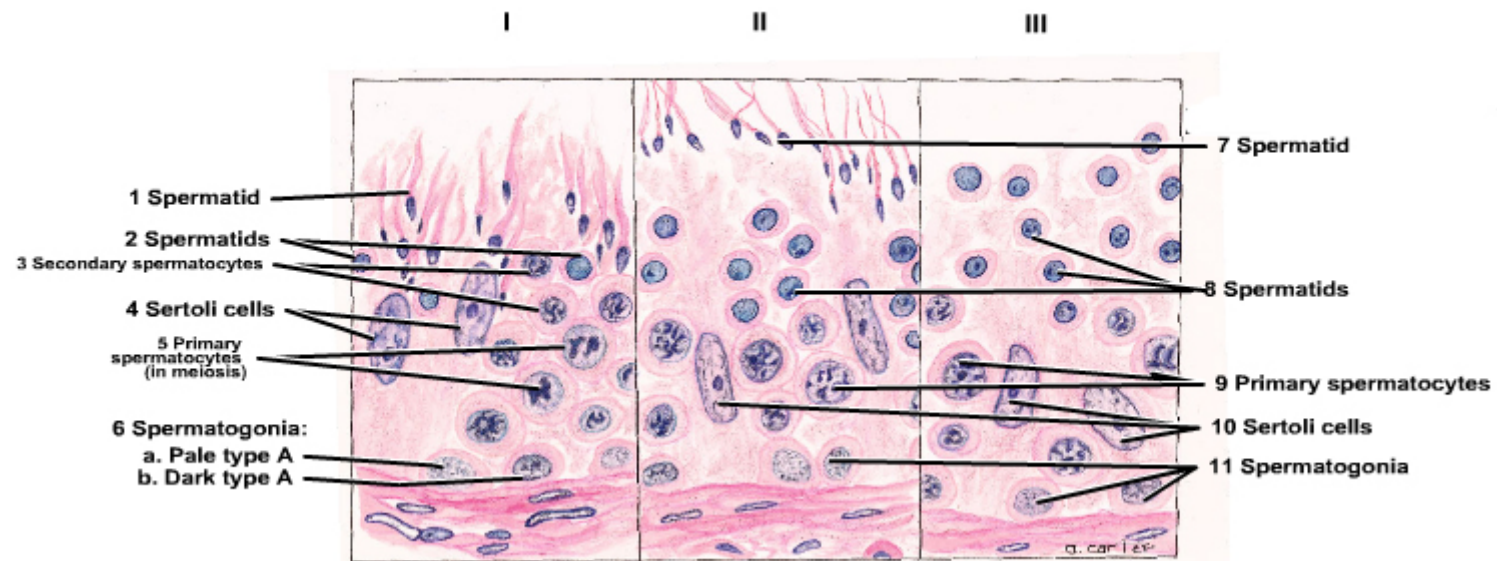 I
II
III
1 Spermatid
2 Spermatids
3 Secondary spermatocytes
4 Sertoli cells
5 Primary
spermatocytes
(in meiosis)
6 Spermatogonia:
a. Pale type A
b. Dark type A
7 Spermatid
8 Spermatids
9 Primary spermatocytes
10 Sertoli cells
11 Spermatogonia